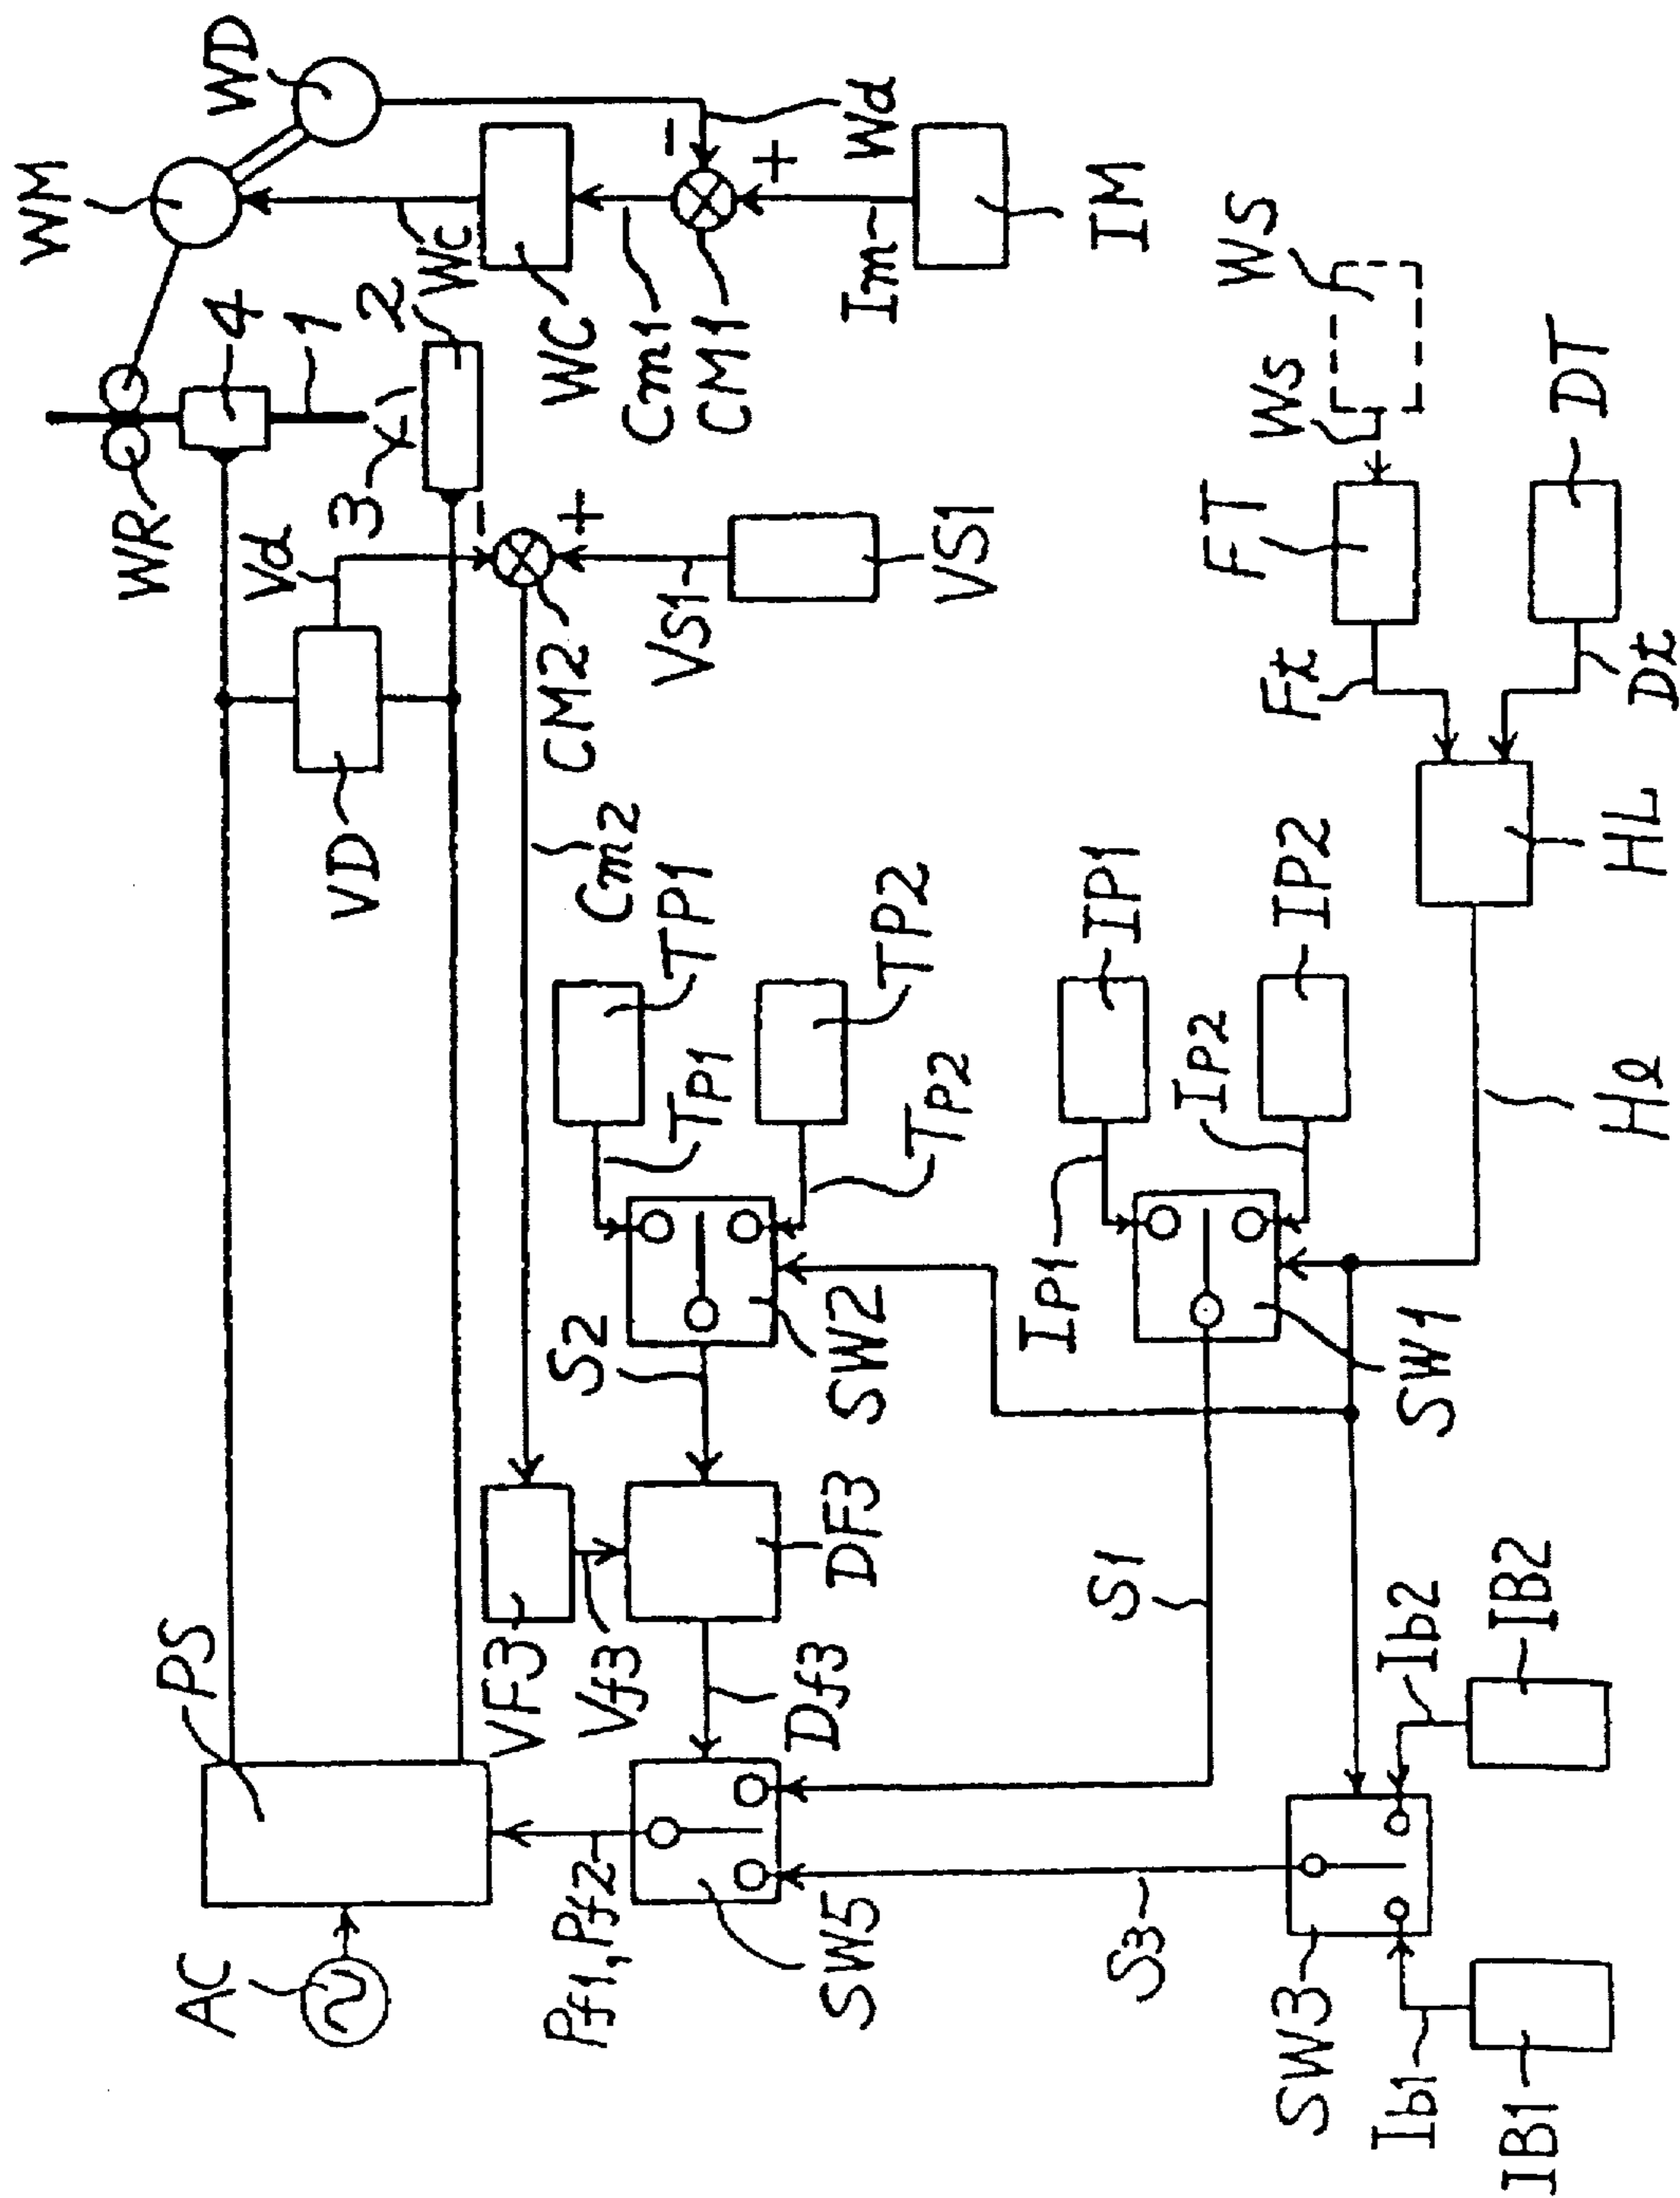 WM
WD
WR
4
1
3
2
Wc
WC
Cm1
CM1
Wd
-
+
Im
IM
Vd
VD
-
+
CM2
Vs1
VS1
Cm2
PS
AC
TP1
Tp1
TP2
Tp2
S2
SW2
VF3
Vf3
DF3
Df3
Pf1, Pf2
SW5
IP1
Ip1
IP2
Ip2
SW1
S1
S3
SW3
Ib1
IB1
Ib2
IB2
WS
Ws
FT
Ft
DT
Dt
HL
Hl